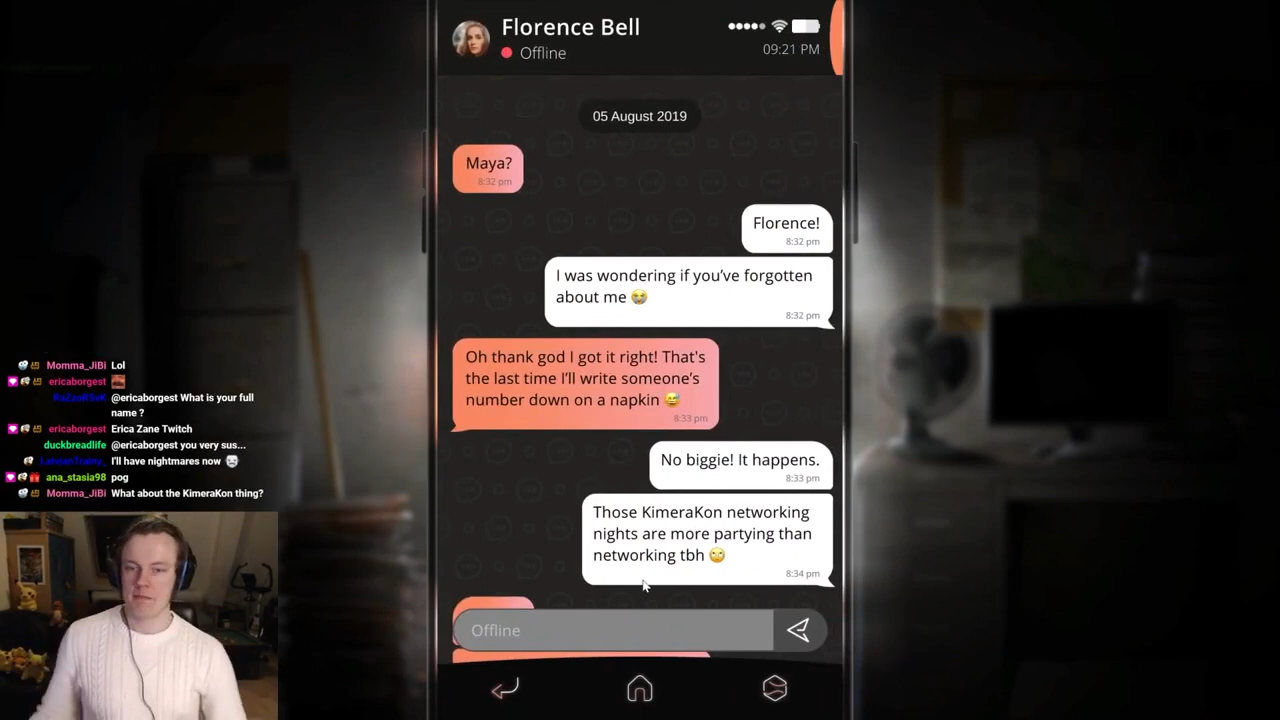 Florence Bell
Offline
09:21 PM
05 August 2019
Maya?
8:32 pm
Florence!
8:32 pm
I was wondering if you've forgotten
about me 😭
8:32 pm
Oh thank god I got it right! That's
the last time I'll write someone's
number down on a napkin 😅
8:33 pm
No biggie! It happens.
8:33 pm
Those KimeraKon networking
nights are more partying than
networking tbh 🙄
8:34 pm
Offline
Momma_JiBi Lol
ericaborgest
@ericaborgest What is your full
name ?
ericaborgest Erica Zane Twitch
duckbreadlife @ericaborgest you very sus...
I'll have nightmares now
ana_stasia98 pog
Momma_JiBi What about the KimeraKon thing?